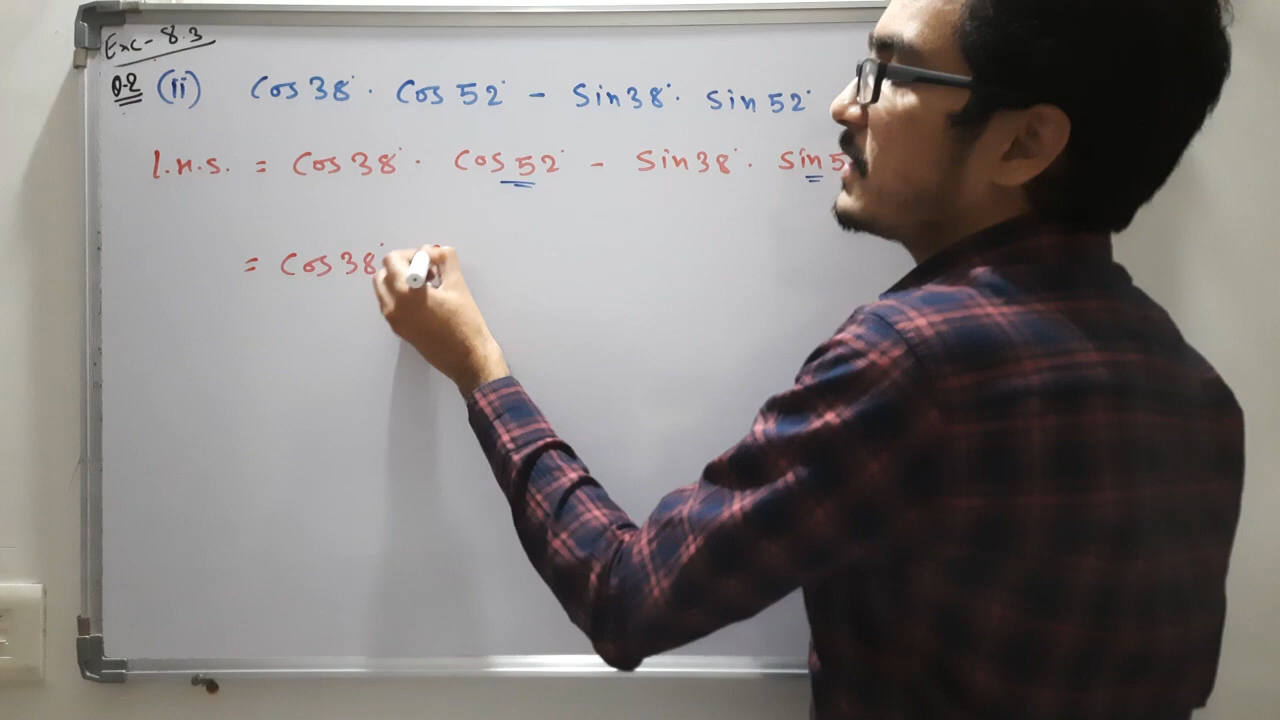 Exc- 8.3
Q.2 (ii) Cos 38° . Cos 52° - Sin 38° . Sin 52°
L.H.S. = Cos 38° . Cos 52° - Sin 38° . Sin 5
= Cos 38°